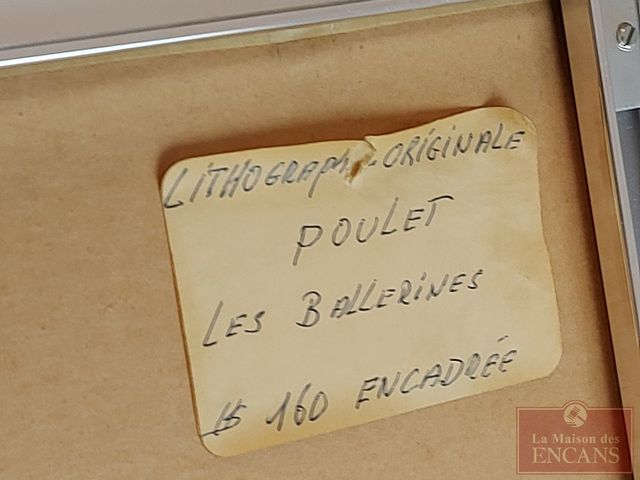 LITHOGRAPH ORIGINALE
POULET
LES BALLERINES
$ 160 ENCADRÉE
La Maison des
ENCANS